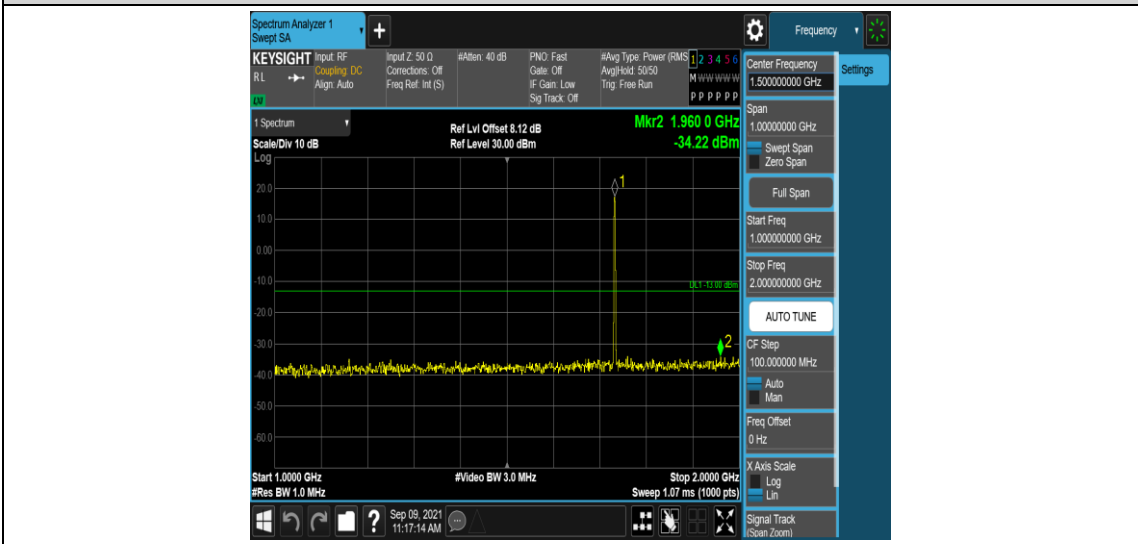 Spectrum Analyzer 1
Swept SA
+
Frequency
KEYSIGHT
RL
LXI
Input: RF
Coupling: DC
Align: Auto
Input Z: 50 Ω
Corrections: Off
Freq Ref: Int (S)
#Atten: 40 dB
PNO: Fast
Gate: Off
IF Gain: Low
Sig Track: Off
#Avg Type: Power (RMS
Avg|Hold: 50/50
Trig: Free Run
1 2 3 4 5 6
M W W W W W
P P P P P P
1 Spectrum
Scale/Div 10 dB
Log
Ref Lvl Offset 8.12 dB
Ref Level 30.00 dBm
Mkr2 1.960 0 GHz
-34.22 dBm
20.0
10.0
0.00
-10.0
-20.0
-30.0
-40.0
-50.0
-60.0
1
DL1 -13.00 dBm
2
Start 1.0000 GHz
#Res BW 1.0 MHz
#Video BW 3.0 MHz
Stop 2.0000 GHz
Sweep 1.07 ms (1000 pts)
Center Frequency
1.500000000 GHz
Settings
Span
1.00000000 GHz
Swept Span
Zero Span
Full Span
Start Freq
1.000000000 GHz
Stop Freq
2.000000000 GHz
AUTO TUNE
CF Step
100.000000 MHz
Auto
Man
Freq Offset
0 Hz
X Axis Scale
Log
Lin
Signal Track
(Span Zoom)
?
Sep 09, 2021
11:17:14 AM